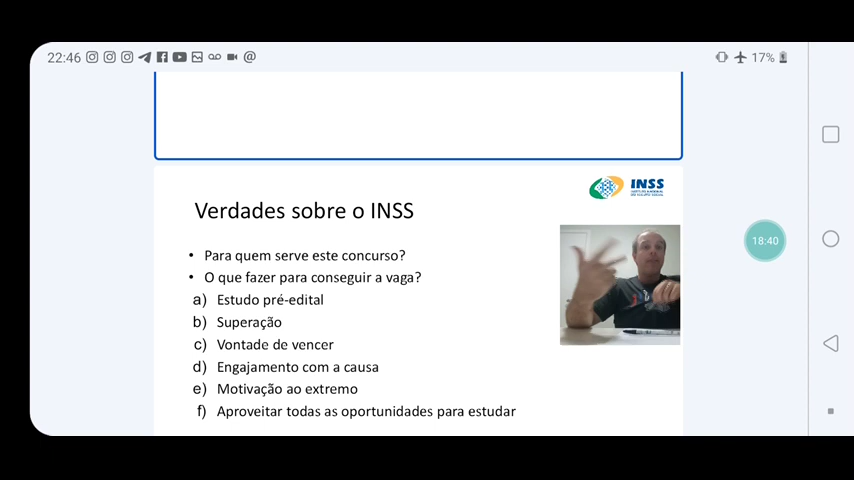 22:46
17%
INSS
Verdades sobre o INSS
• Para quem serve este concurso?
• O que fazer para conseguir a vaga?
a) Estudo pré-edital
b) Superação
c) Vontade de vencer
d) Engajamento com a causa
e) Motivação ao extremo
f) Aproveitar todas as oportunidades para estudar
18:40